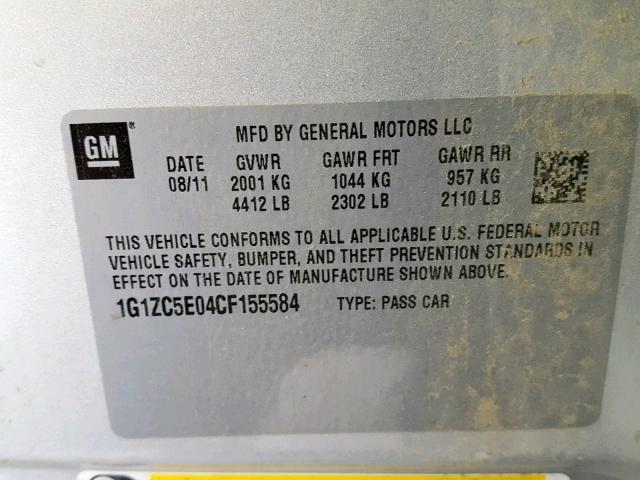 GM ®
MFD BY GENERAL MOTORS LLC
DATE GVWR GAWR FRT GAWR RR
08/11 2001 KG 1044 KG 957 KG
4412 LB 2302 LB 2110 LB
THIS VEHICLE CONFORMS TO ALL APPLICABLE U.S. FEDERAL MOTOR
VEHICLE SAFETY, BUMPER, AND THEFT PREVENTION STANDARDS IN
EFFECT ON THE DATE OF MANUFACTURE SHOWN ABOVE.
1G1ZC5E04CF155584 TYPE: PASS CAR